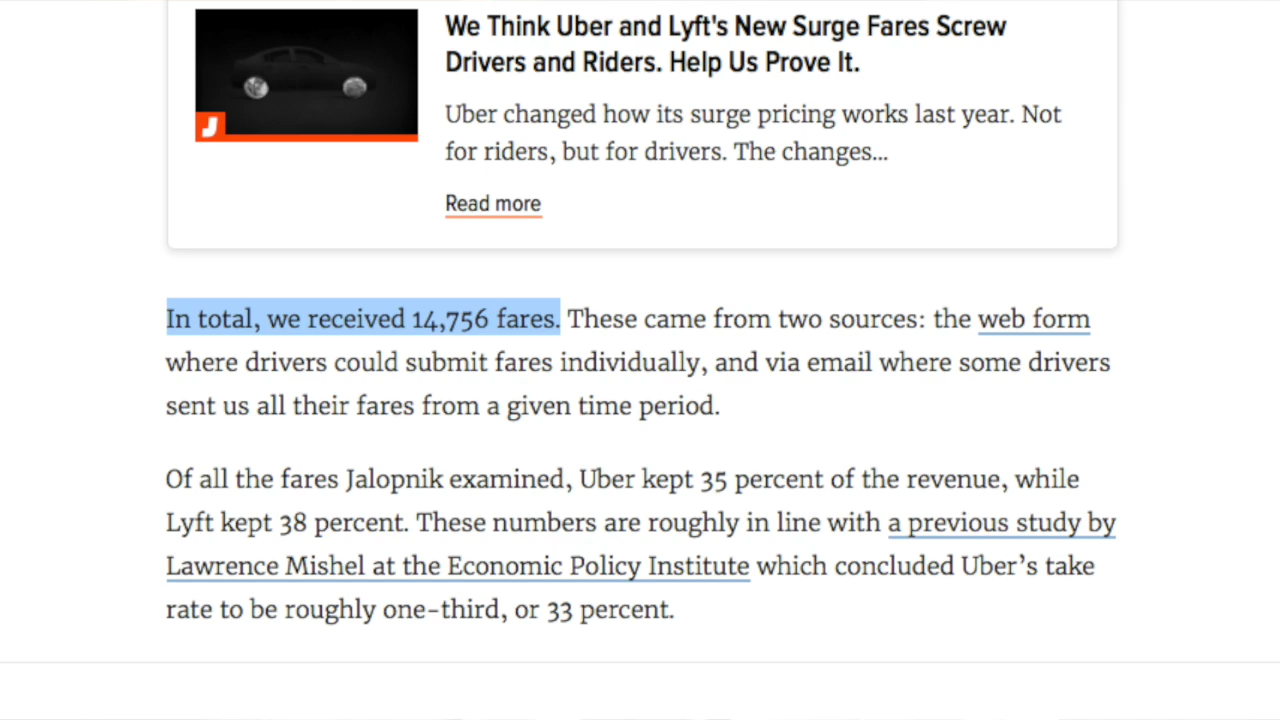 We Think Uber and Lyft's New Surge Fares Screw
Drivers and Riders. Help Us Prove It.
Uber changed how its surge pricing works last year. Not
for riders, but for drivers. The changes...
Read more
In total, we received 14,756 fares. These came from two sources: the web form
where drivers could submit fares individually, and via email where some drivers
sent us all their fares from a given time period.
Of all the fares Jalopnik examined, Uber kept 35 percent of the revenue, while
Lyft kept 38 percent. These numbers are roughly in line with a previous study by
Lawrence Mishel at the Economic Policy Institute which concluded Uber’s take
rate to be roughly one-third, or 33 percent.